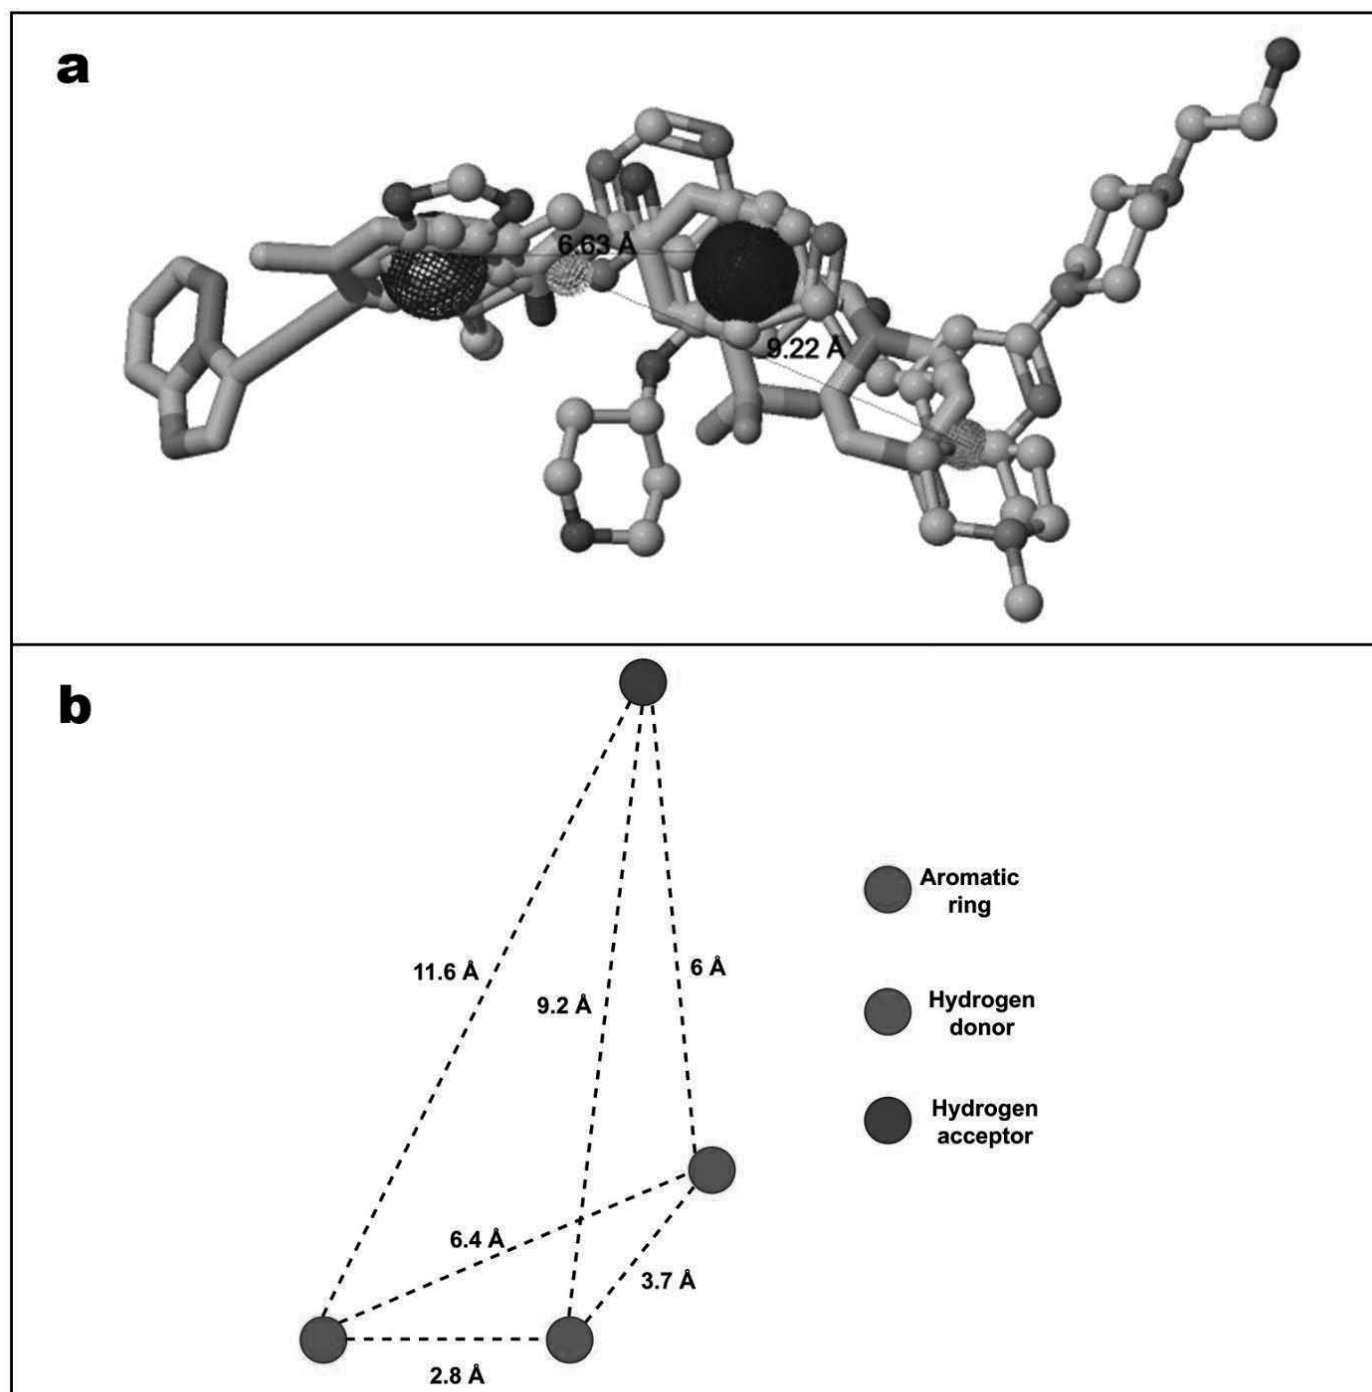 a
6.63 Å
9.22 Å
b
11.6 Å
9.2 Å
6 Å
6.4 Å
3.7 Å
2.8 Å
Aromatic
ring
Hydrogen
donor
Hydrogen
acceptor